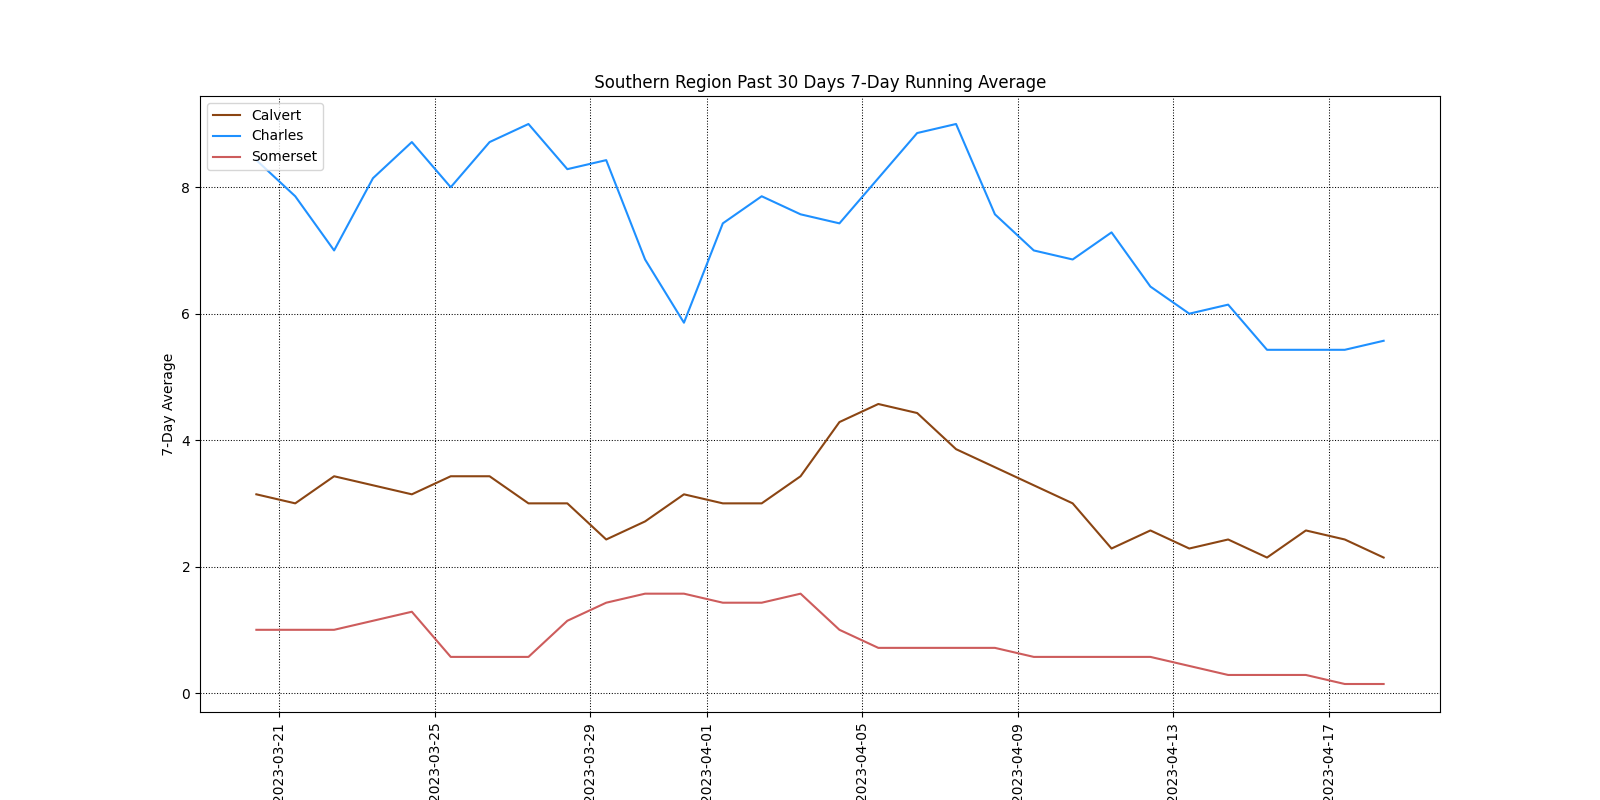 Southern Region Past 30 Days 7-Day Running Average
Calvert
Charles
Somerset
7-Day Average
8
6
4
2
0
2023-03-21
2023-03-25
2023-03-29
2023-04-01
2023-04-05
2023-04-09
2023-04-13
2023-04-17